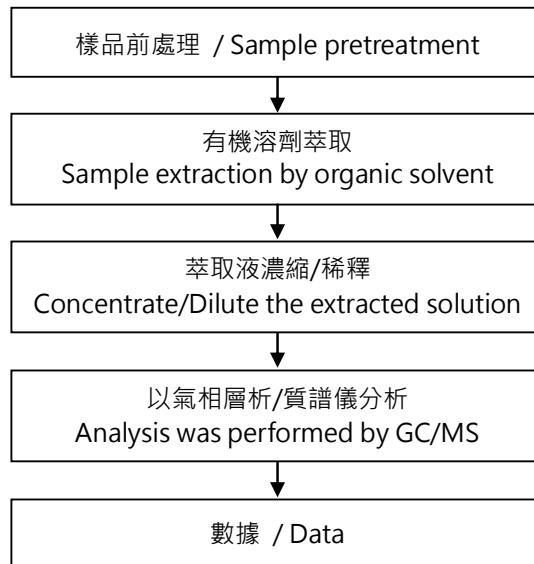 樣品前處理 / Sample pretreatment
有機溶劑萃取
Sample extraction by organic solvent
萃取液濃縮/稀釋
Concentrate/Dilute the extracted solution
以氣相層析/質譜儀分析
Analysis was performed by GC/MS
數據 / Data